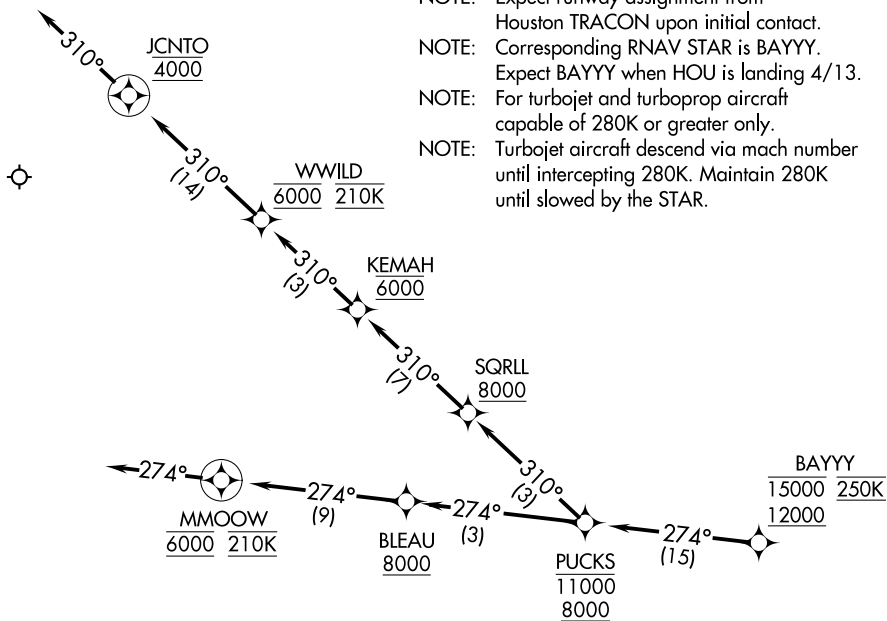 NOTE: Expect runway assignment from
Houston TRACON upon initial contact.
NOTE: Corresponding RNAV STAR is BAYYY.
Expect BAYYY when HOU is landing 4/13.
NOTE: For turbojet and turboprop aircraft
capable of 280K or greater only.
NOTE: Turbojet aircraft descend via mach number
until intercepting 280K. Maintain 280K
until slowed by the STAR.
310°
JCNTO
4000
310°
(14)
WWILD
6000 210K
310°
(3)
KEMAH
6000
310°
(7)
SQRLL
8000
310°
(3)
274°
MMOOW
6000 210K
274°
(9)
BLEAU
8000
274°
(3)
PUCKS
11000
8000
274°
(15)
BAYYY
15000 250K
12000